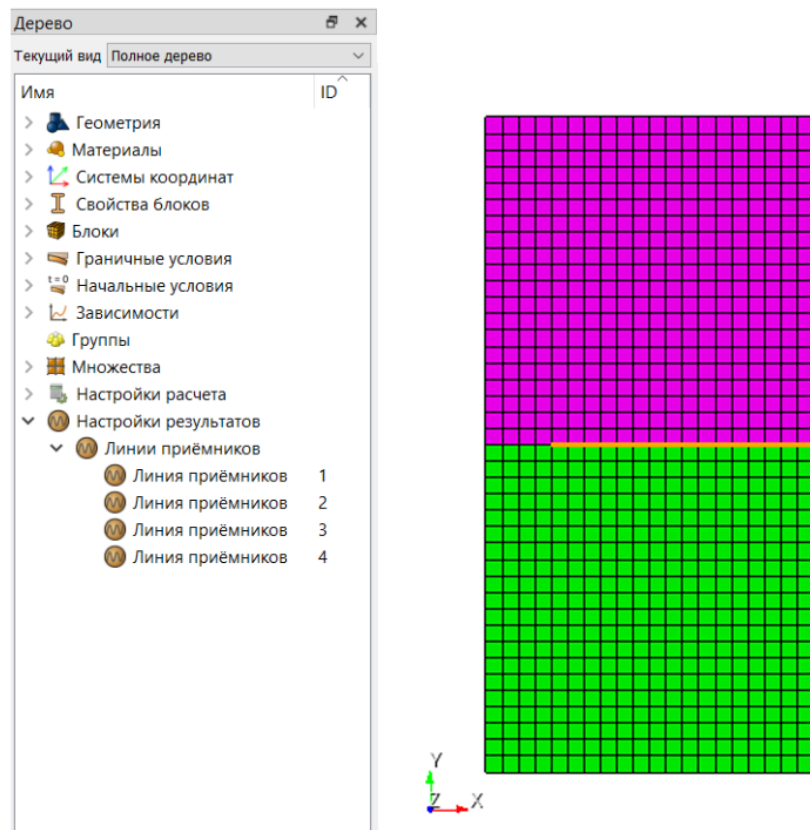 Дерево
Текущий вид Полное дерево
Имя ID
Геометрия
Материалы
Системы координат
Свойства блоков
Блоки
Граничные условия
t=0 Начальные условия
Зависимости
Группы
Множества
Настройки расчета
Настройки результатов
Линии приёмников
Линия приёмников 1
Линия приёмников 2
Линия приёмников 3
Линия приёмников 4
Y
Z X